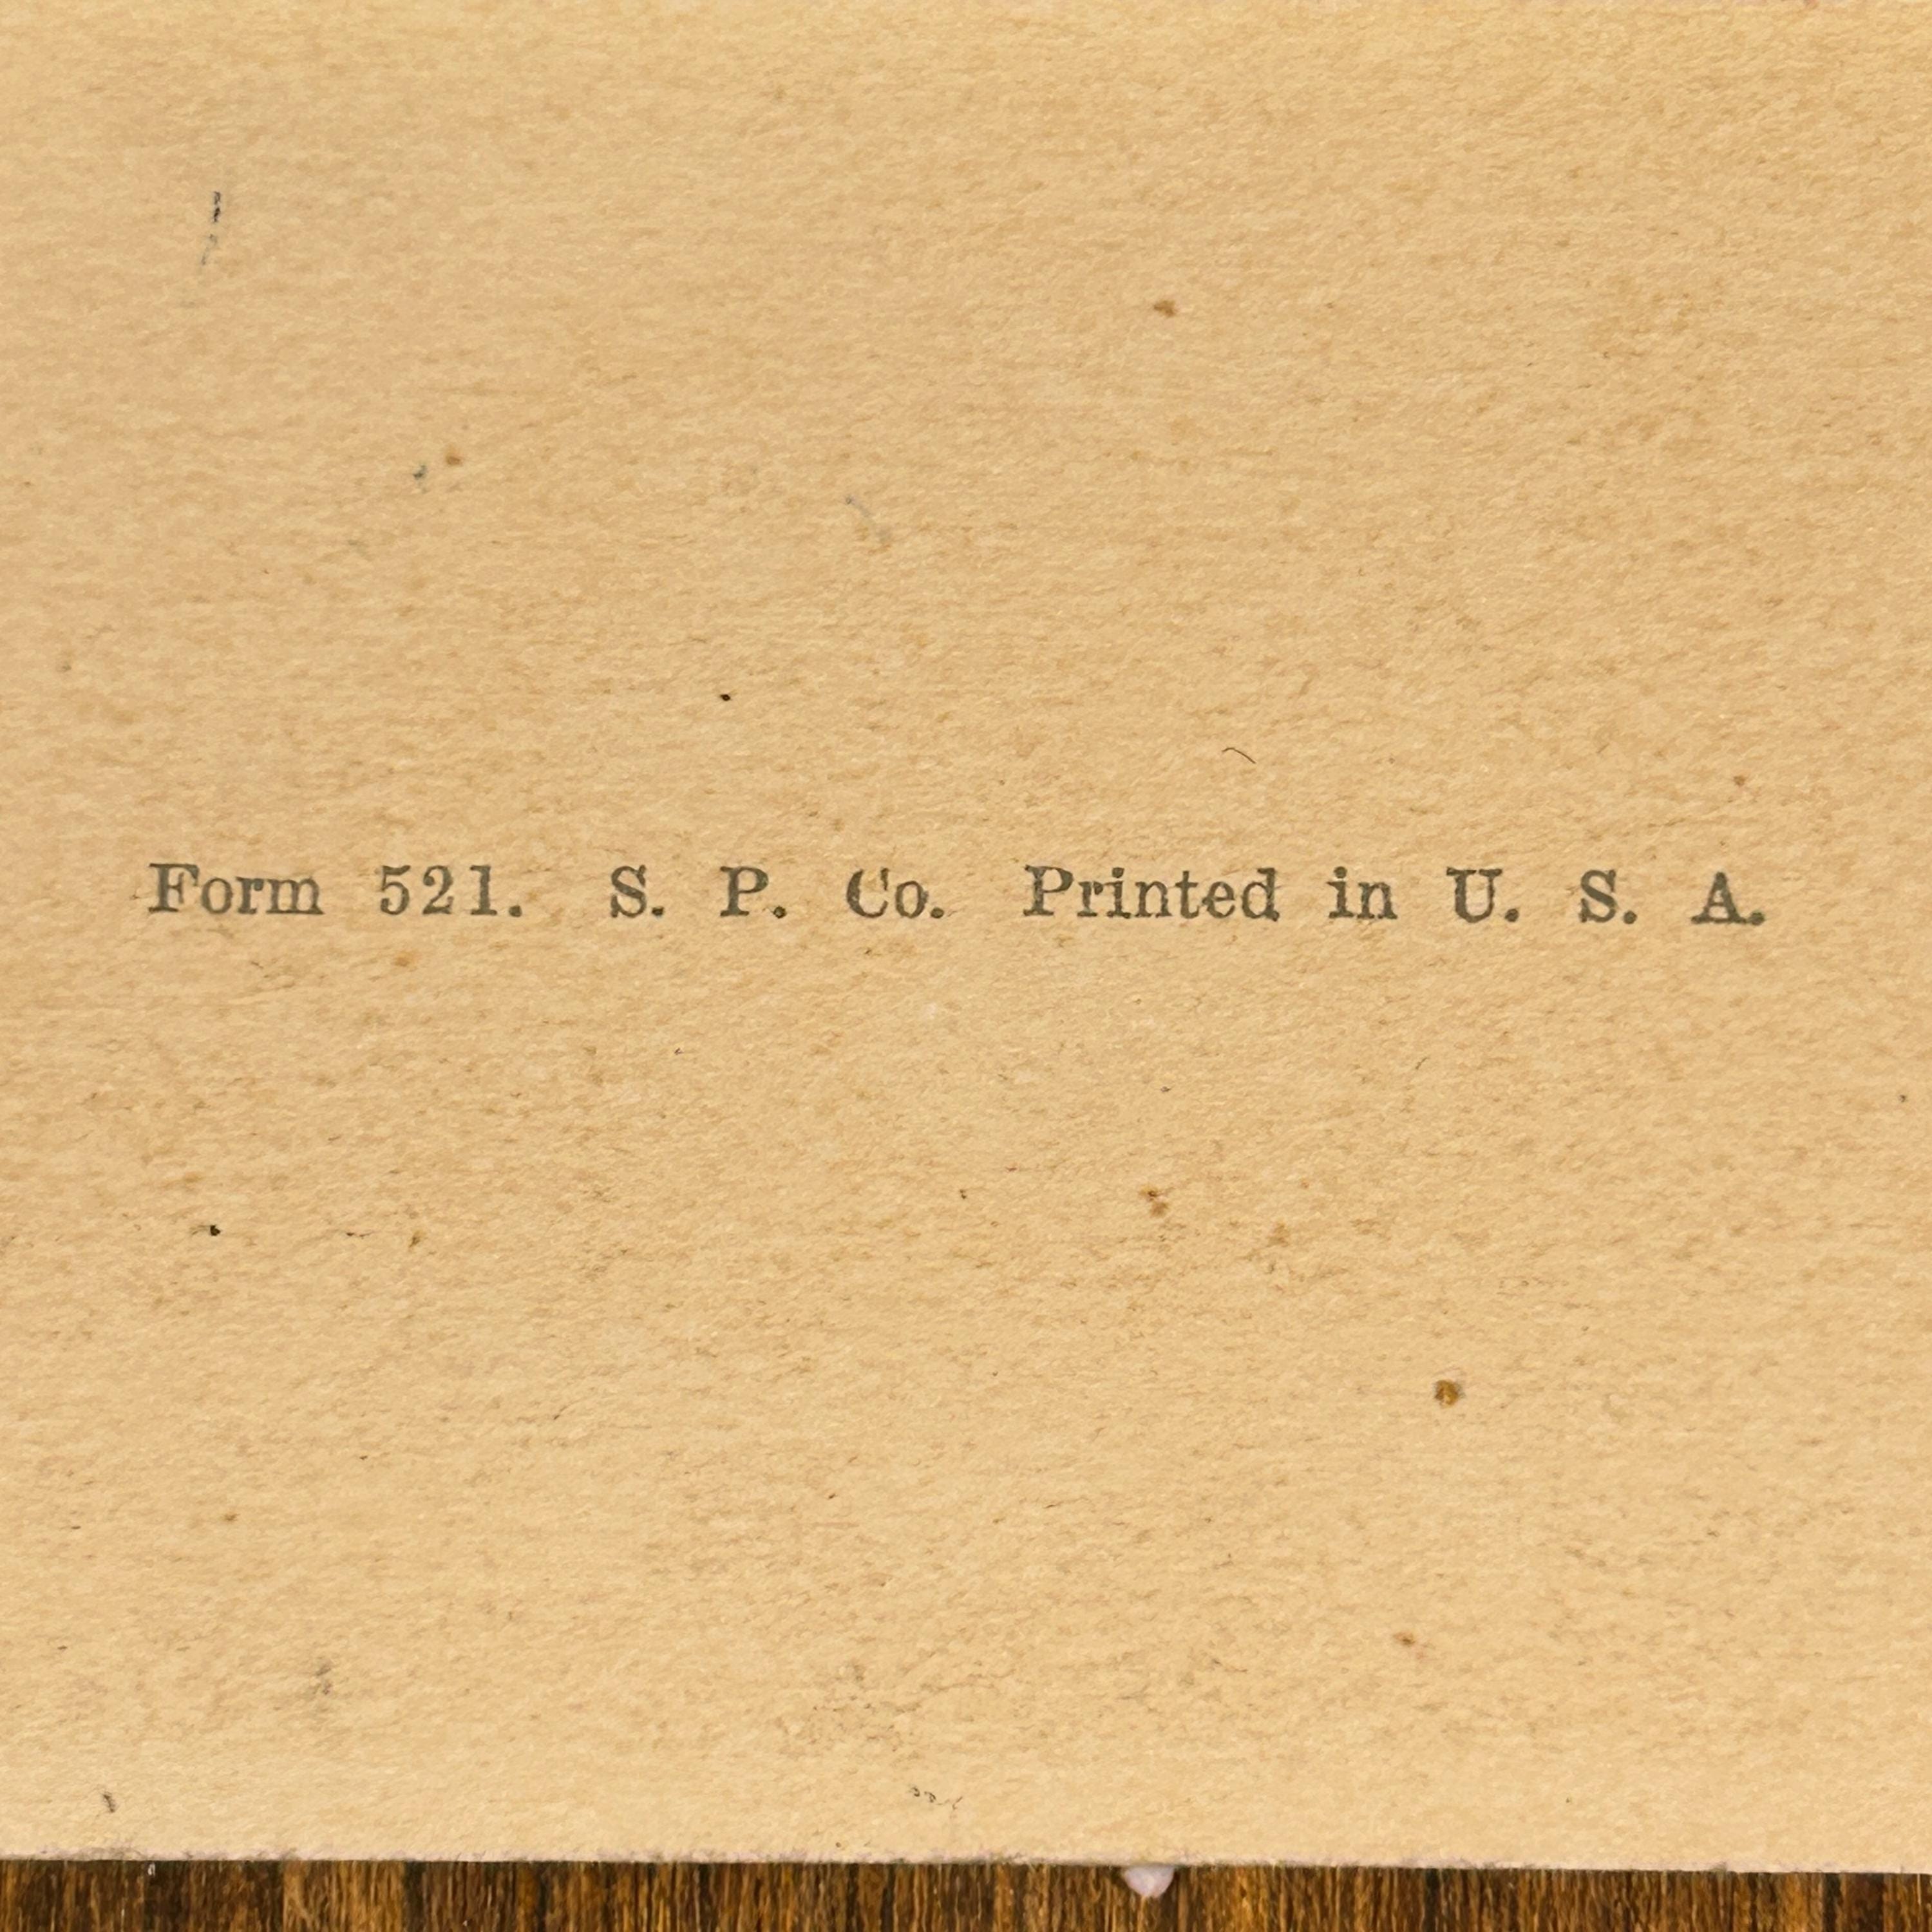 Form 521. S. P. Co. Printed in U. S. A.